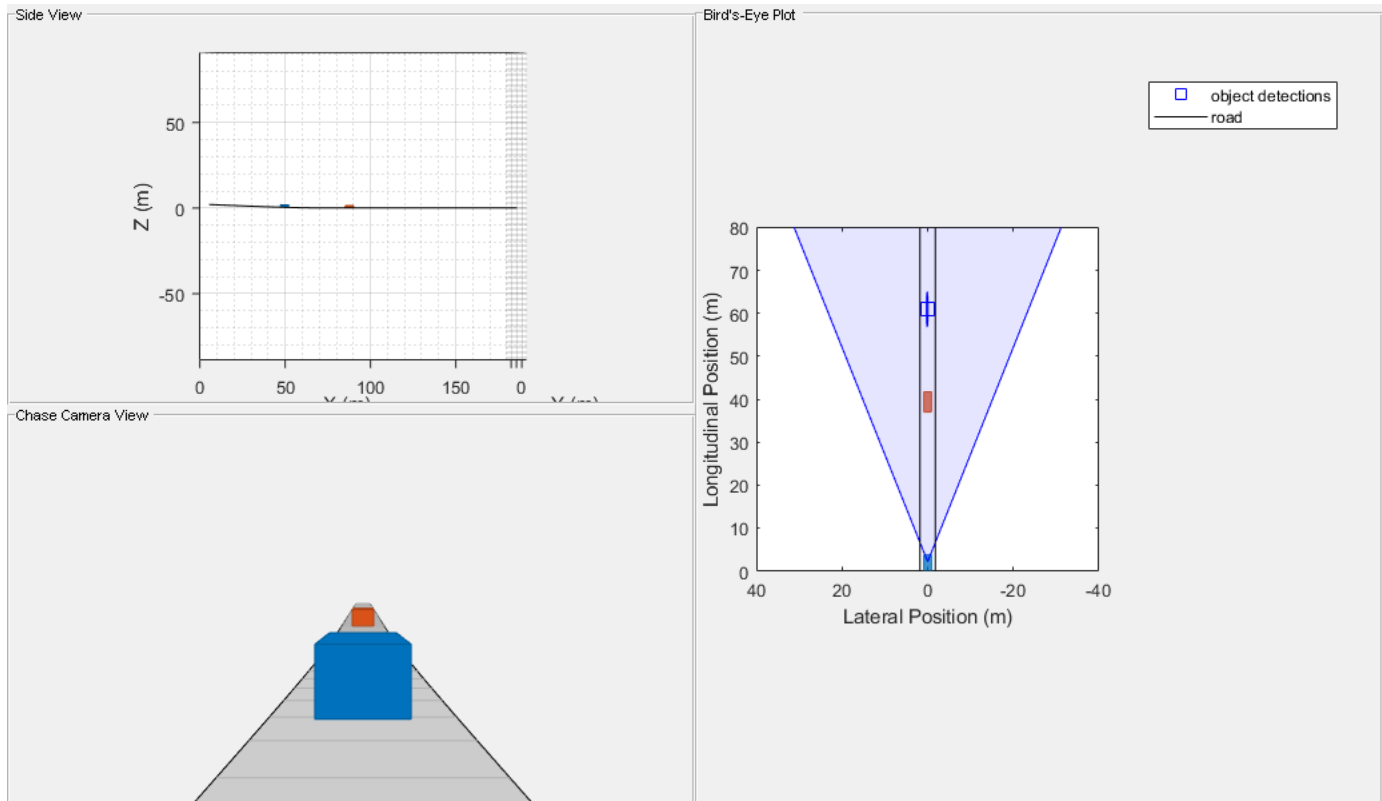 Side View
50
0
-50
Z (m)
0
50
100
150
0
X (m)
Y (m)
Chase Camera View
Bird's-Eye Plot
object detections
road
80
70
60
50
40
30
20
10
0
Longitudinal Position (m)
40
20
0
-20
-40
Lateral Position (m)